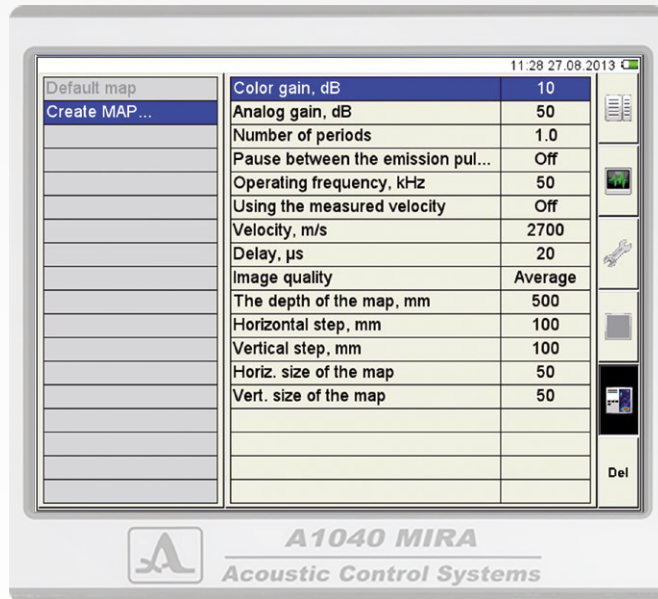 11:28 27.08.2013
Default map
Create MAP...
Color gain, dB 10
Analog gain, dB 50
Number of periods 1.0
Pause between the emission pul... Off
Operating frequency, kHz 50
Using the measured velocity Off
Velocity, m/s 2700
Delay, µs 20
Image quality Average
The depth of the map, mm 500
Horizontal step, mm 100
Vertical step, mm 100
Horiz. size of the map 50
Vert. size of the map 50
Del
A1040 MIRA
Acoustic Control Systems